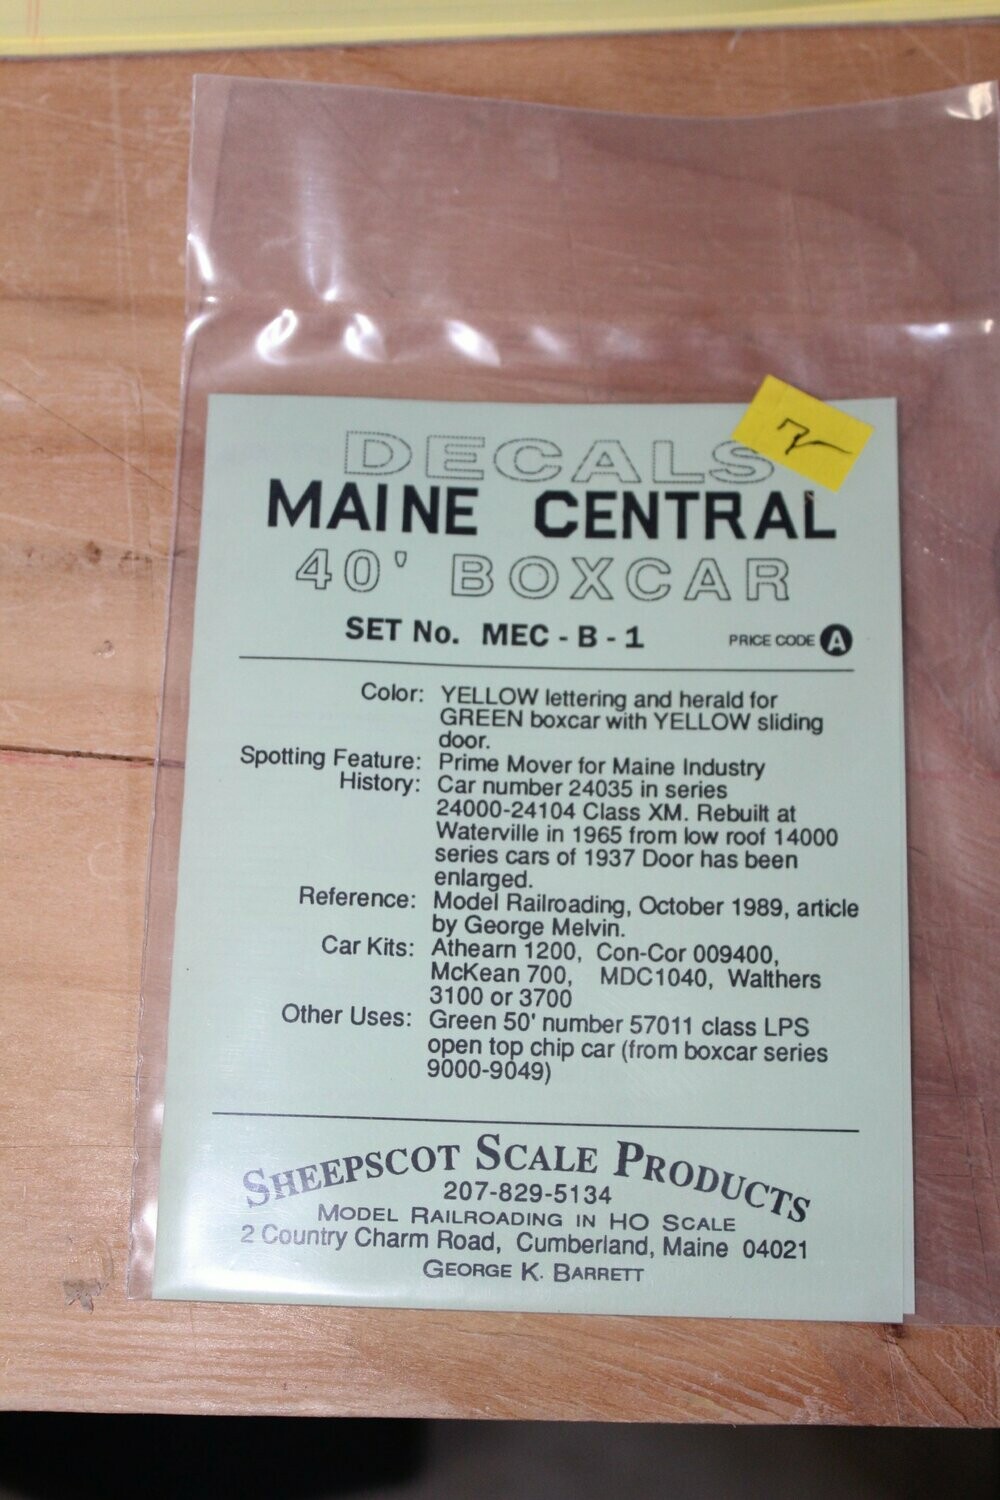 DECALS
MAINE CENTRAL
40' BOXCAR
SET No. MEC - B - 1 PRICE CODE A
Color: YELLOW lettering and herald for
GREEN boxcar with YELLOW sliding
door.
Spotting Feature: Prime Mover for Maine Industry
History: Car number 24035 in series
24000-24104 Class XM. Rebuilt at
Waterville in 1965 from low roof 14000
series cars of 1937 Door has been
enlarged.
Reference: Model Railroading, October 1989, article
by George Melvin.
Car Kits: Athearn 1200, Con-Cor 009400,
McKean 700, MDC1040, Walthers
3100 or 3700
Other Uses: Green 50' number 57011 class LPS
open top chip car (from boxcar series
9000-9049)
SHEEPSCOT SCALE PRODUCTS
207-829-5134
MODEL RAILROADING IN HO SCALE
2 Country Charm Road, Cumberland, Maine 04021
GEORGE K. BARRETT